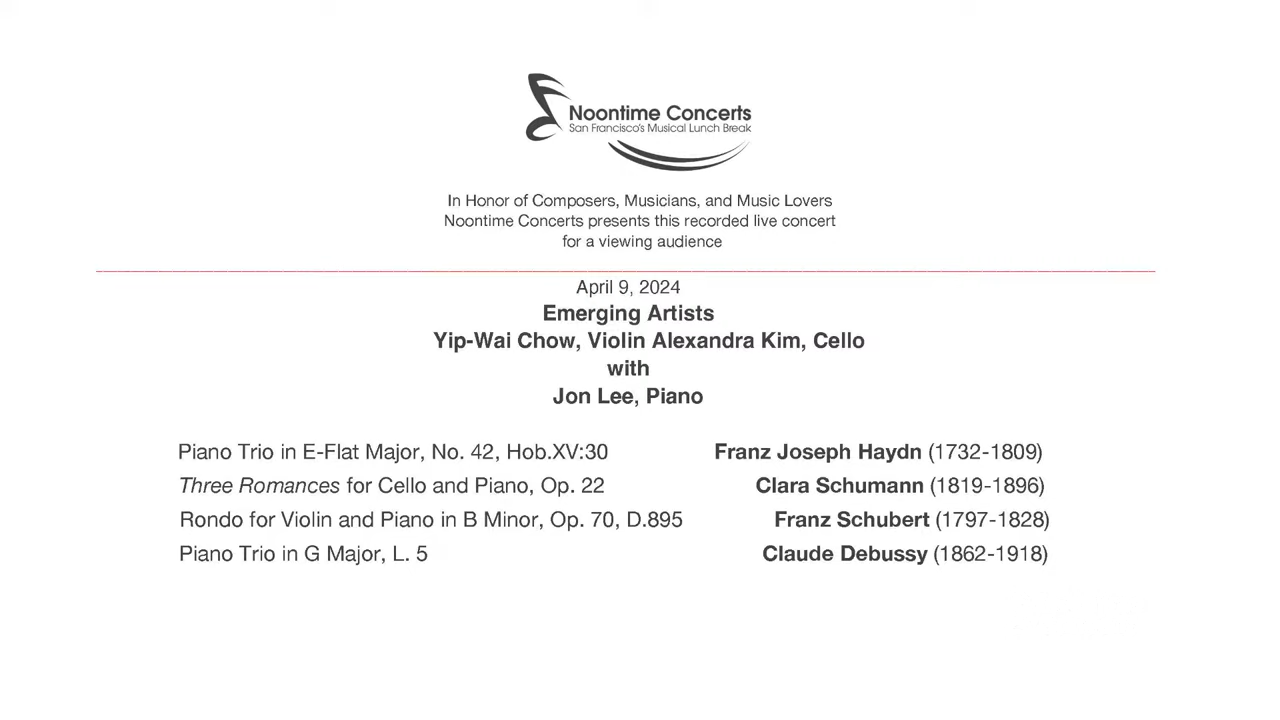 Noontime Concerts
San Francisco's Musical Lunch Break
In Honor of Composers, Musicians, and Music Lovers
Noontime Concerts presents this recorded live concert
for a viewing audience
April 9, 2024
Emerging Artists
Yip-Wai Chow, Violin Alexandra Kim, Cello
with
Jon Lee, Piano
Piano Trio in E-Flat Major, No. 42, Hob.XV:30 Franz Joseph Haydn (1732-1809)
Three Romances for Cello and Piano, Op. 22 Clara Schumann (1819-1896)
Rondo for Violin and Piano in B Minor, Op. 70, D.895 Franz Schubert (1797-1828)
Piano Trio in G Major, L. 5 Claude Debussy (1862-1918)